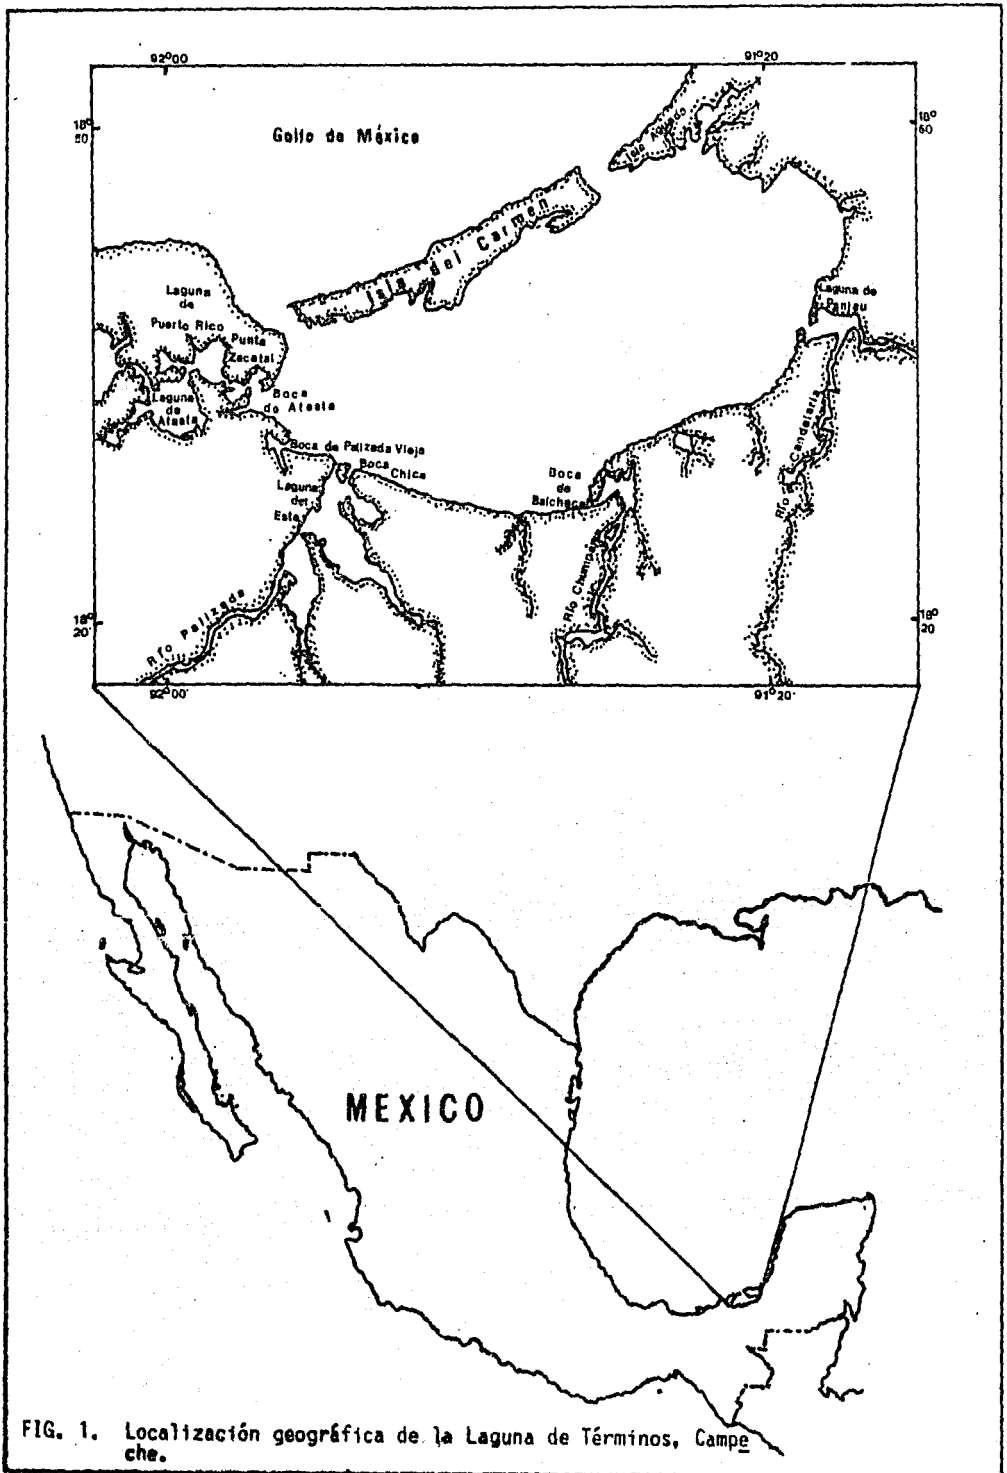 92°00'
91°20
18°
50
18°
50
Golfo de México
Isla Aguada
Isla del Carmen
Laguna
de
Puerto Rico
Punta
Zacatal
Laguna de
Panlau
Laguna
de
Atasta
Boca
de Atasta
Boca de Palizada Vieja
Boca
Chica
Laguna
del
Este
Boca
de
Balchacah
Río Candelaria
Río Chumpan
Río Palizada
18°
20'
18°
20
92°00'
91°20'
MEXICO
FIG. 1. Localización geográfica de la Laguna de Términos, Campe
che.